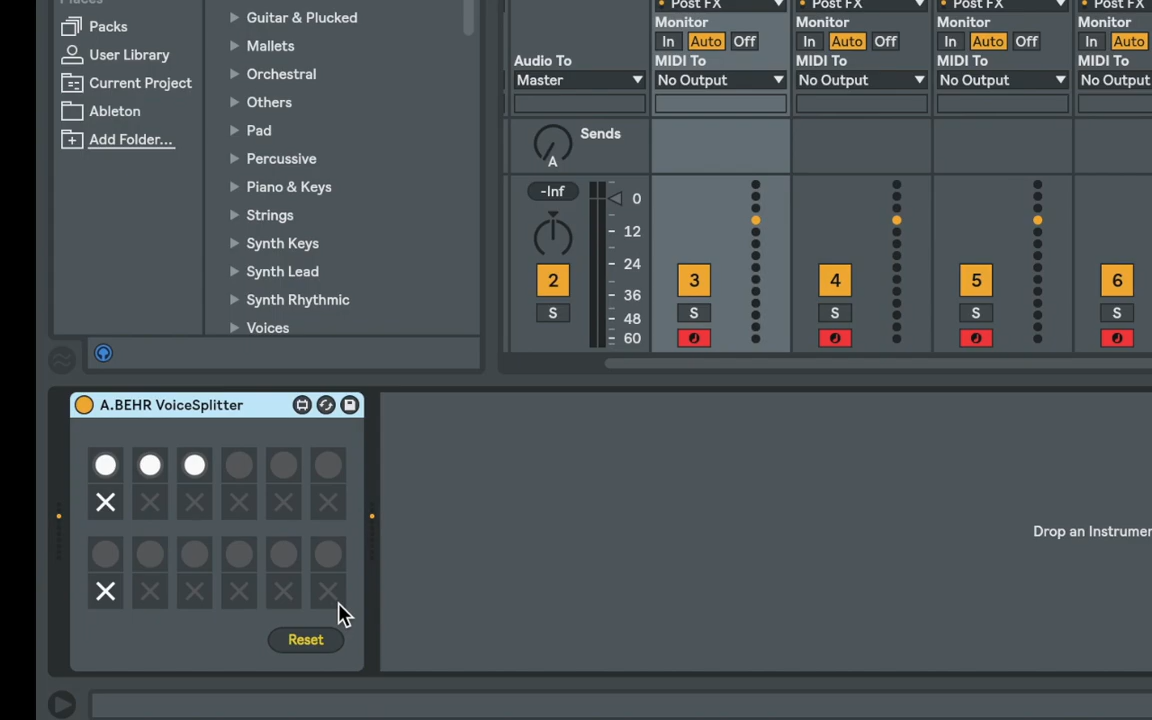 Places
Packs
User Library
Current Project
Ableton
Add Folder...
Guitar & Plucked
Mallets
Orchestral
Others
Pad
Percussive
Piano & Keys
Strings
Synth Keys
Synth Lead
Synth Rhythmic
Voices
Post FX Post FX Post FX Post FX
Monitor Monitor Monitor Monitor
In Auto Off In Auto Off In Auto Off In Auto
Audio To MIDI To MIDI To MIDI To MIDI To
Master No Output No Output No Output No Output
Sends
A
-Inf
0
12
24
36
48
60
2 3 4 5 6
S S S S S
A.BEHR VoiceSplitter
Reset
Drop an Instrumen